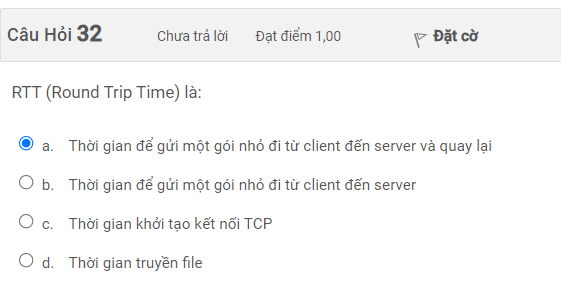 Câu Hỏi 32 Chưa trả lời Đạt điểm 1,00 Đặt cờ
RTT (Round Trip Time) là:
a. Thời gian để gửi một gói nhỏ đi từ client đến server và quay lại
b. Thời gian để gửi một gói nhỏ đi từ client đến server
c. Thời gian khởi tạo kết nối TCP
d. Thời gian truyền file